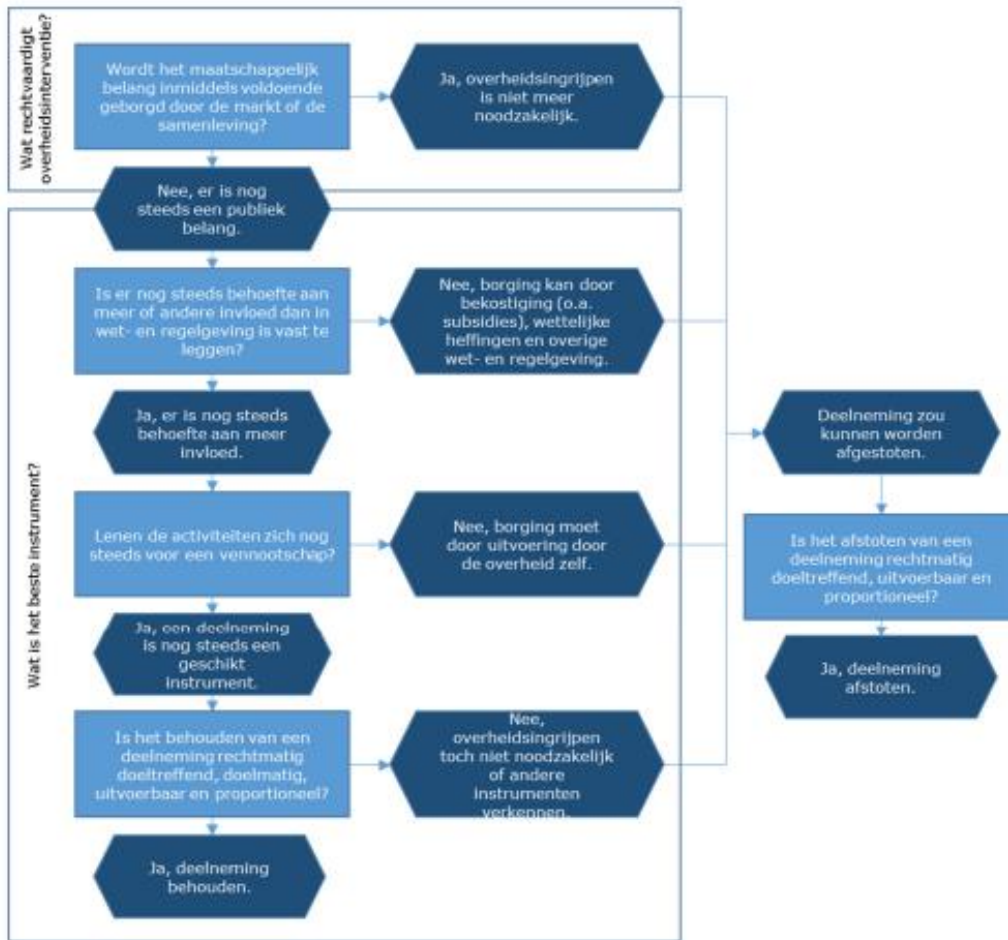 Wat rechtvaardigt
overheidsinterventie?
Wordt het maatschappelijk
belang inmiddels voldoende
geborgd door de markt of de
samenleving?
Ja, overheidsingrijpen
is niet meer
noodzakelijk.
Nee, er is nog
steeds een publiek
belang.
Wat is het beste instrument?
Is er nog steeds behoefte aan
meer of andere invloed dan in
wet- en regelgeving is vast te
leggen?
Nee, borging kan door
bekostiging (o.a.
subsidies), wettelijke
heffingen en overige
wet- en regelgeving.
Ja, er is nog steeds
behoefte aan meer
invloed.
Lenen de activiteiten zich nog
steeds voor een vennootschap?
Nee, borging moet
door uitvoering door
de overheid zelf.
Ja, een deelneming
is nog steeds een
geschikt
instrument.
Is het behouden van een
deelneming rechtmatig
doeltreffend, doelmatig,
uitvoerbaar en proportioneel?
Nee,
overheidsingrijpen
toch niet noodzakelijk
of andere
instrumenten
verkennen.
Ja, deelneming
behouden.
Deelneming zou
kunnen worden
afgestoten.
Is het afstoten van een
deelneming rechtmatig
doeltreffend, uitvoerbaar en
proportioneel?
Ja, deelneming
afstoten.